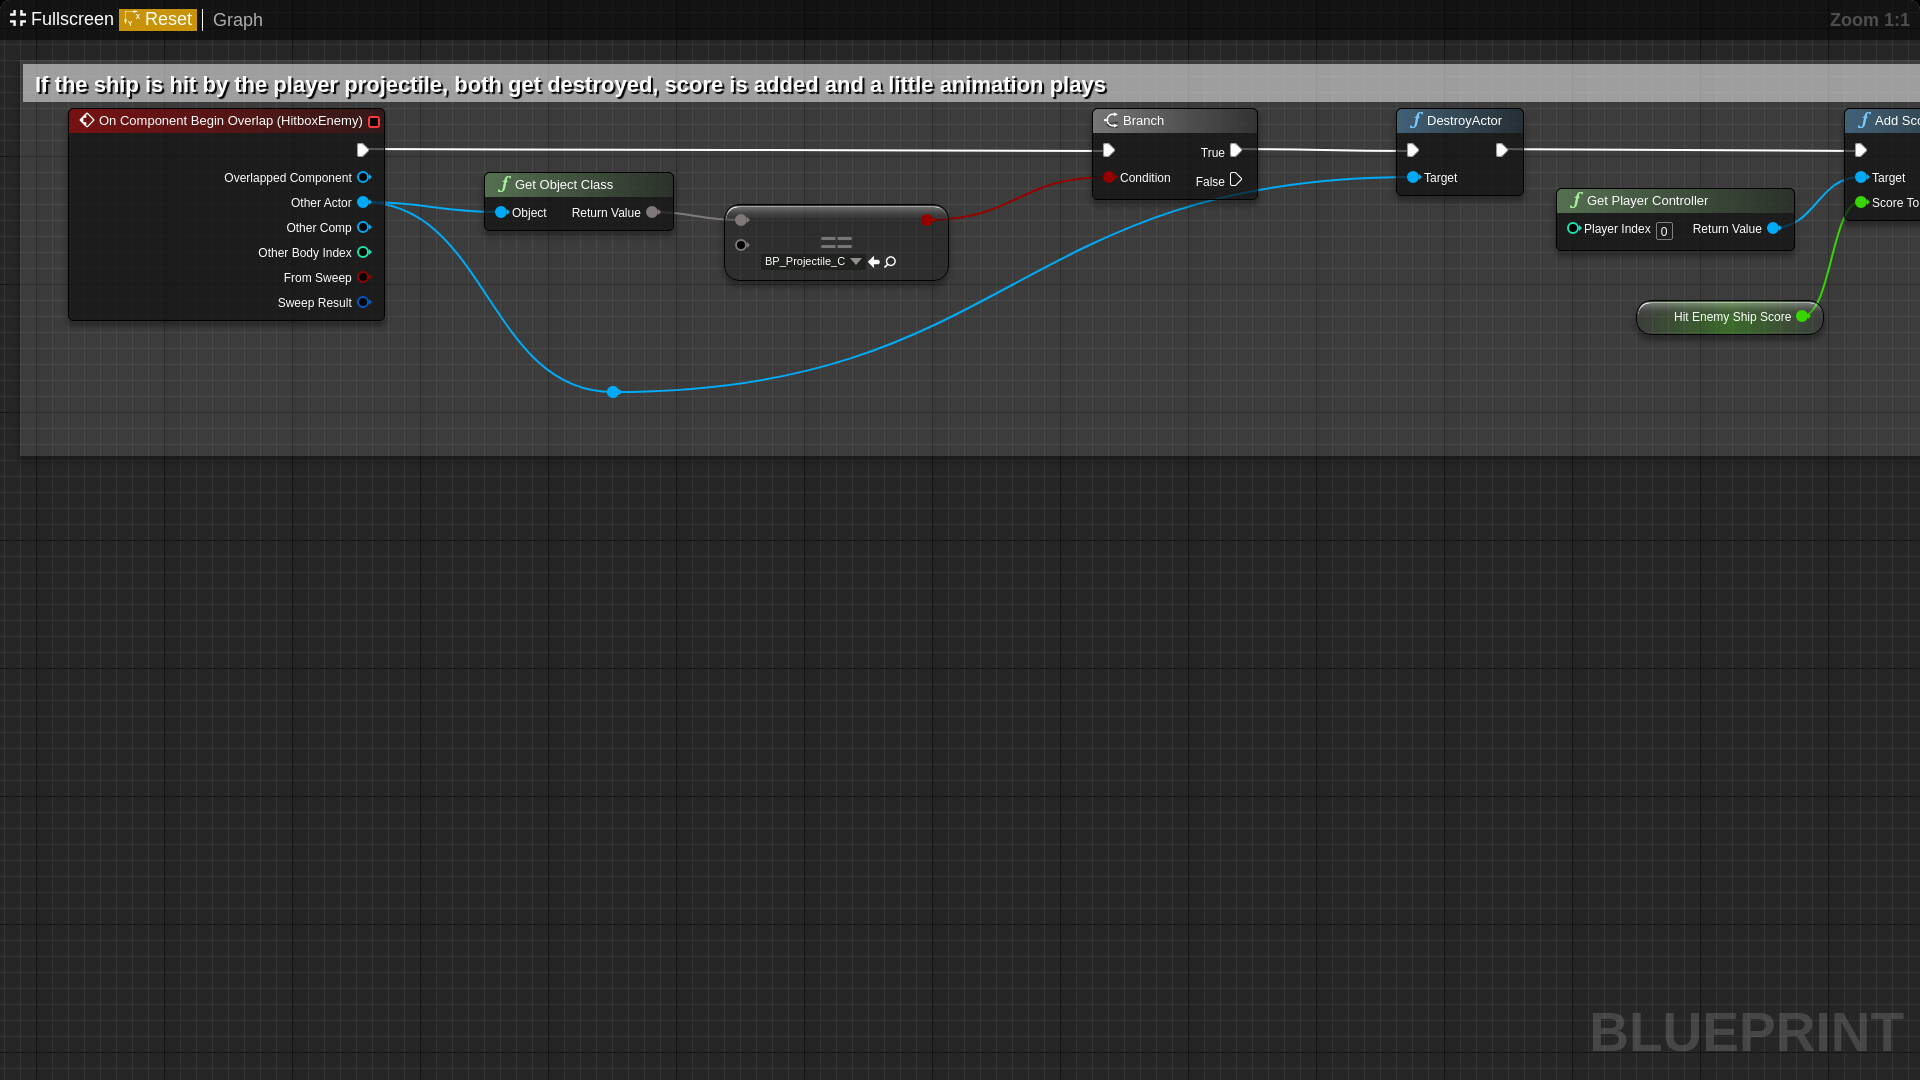 Fullscreen Reset Graph Zoom 1:1
If the ship is hit by the player projectile, both get destroyed, score is added and a little animation plays
On Component Begin Overlap (HitboxEnemy)
Overlapped Component
Other Actor
Other Comp
Other Body Index
From Sweep
Sweep Result
Get Object Class
Object Return Value
==
BP_Projectile_C
Branch
True
Condition
False
DestroyActor
Target
Get Player Controller
Player Index 0 Return Value
Hit Enemy Ship Score
Add Sco
Target
Score To
BLUEPRINT